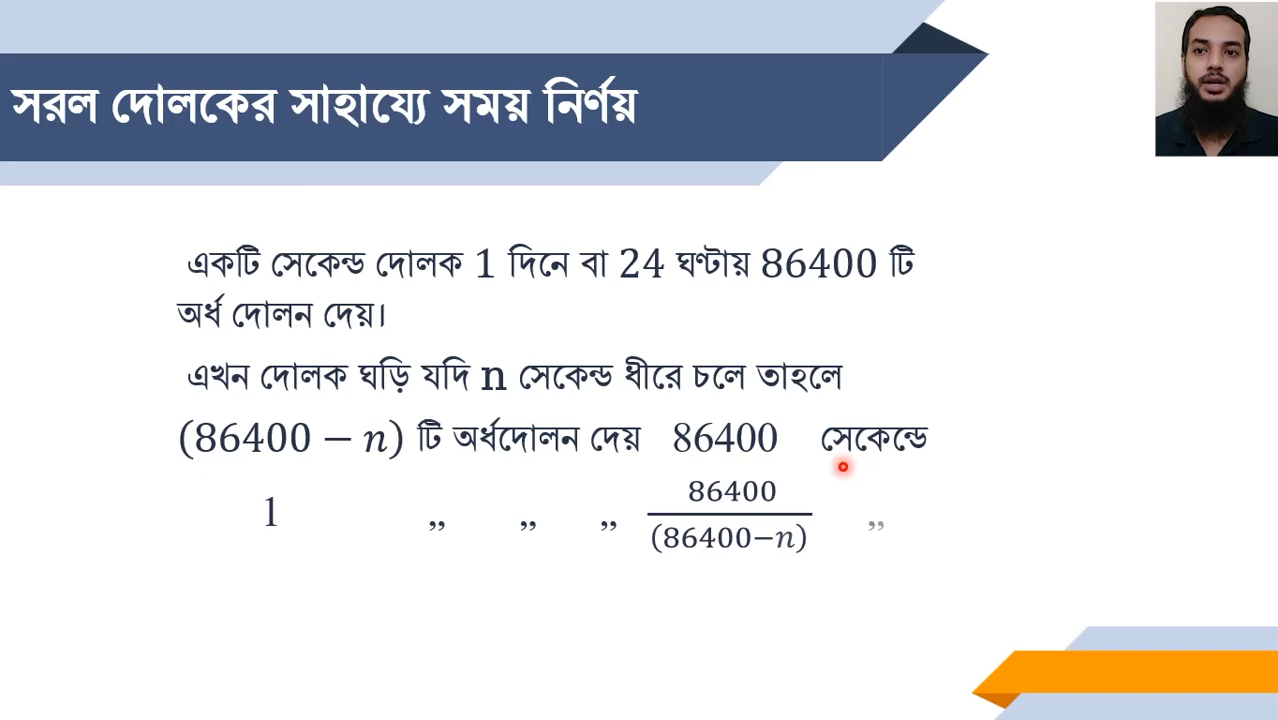 সরল দোলকের সাহায্যে সময় নির্ণয়
একটি সেকেন্ড দোলক 1 দিনে বা 24 ঘণ্টায় 86400 টি
অর্ধ দোলন দেয়।
এখন দোলক ঘড়ি যদি n সেকেন্ড ধীরে চলে তাহলে
(86400 − n) টি অর্ধদোলন দেয় 86400 সেকেন্ডে
1 ,, ,, ,, 86400/(86400−n) ,,